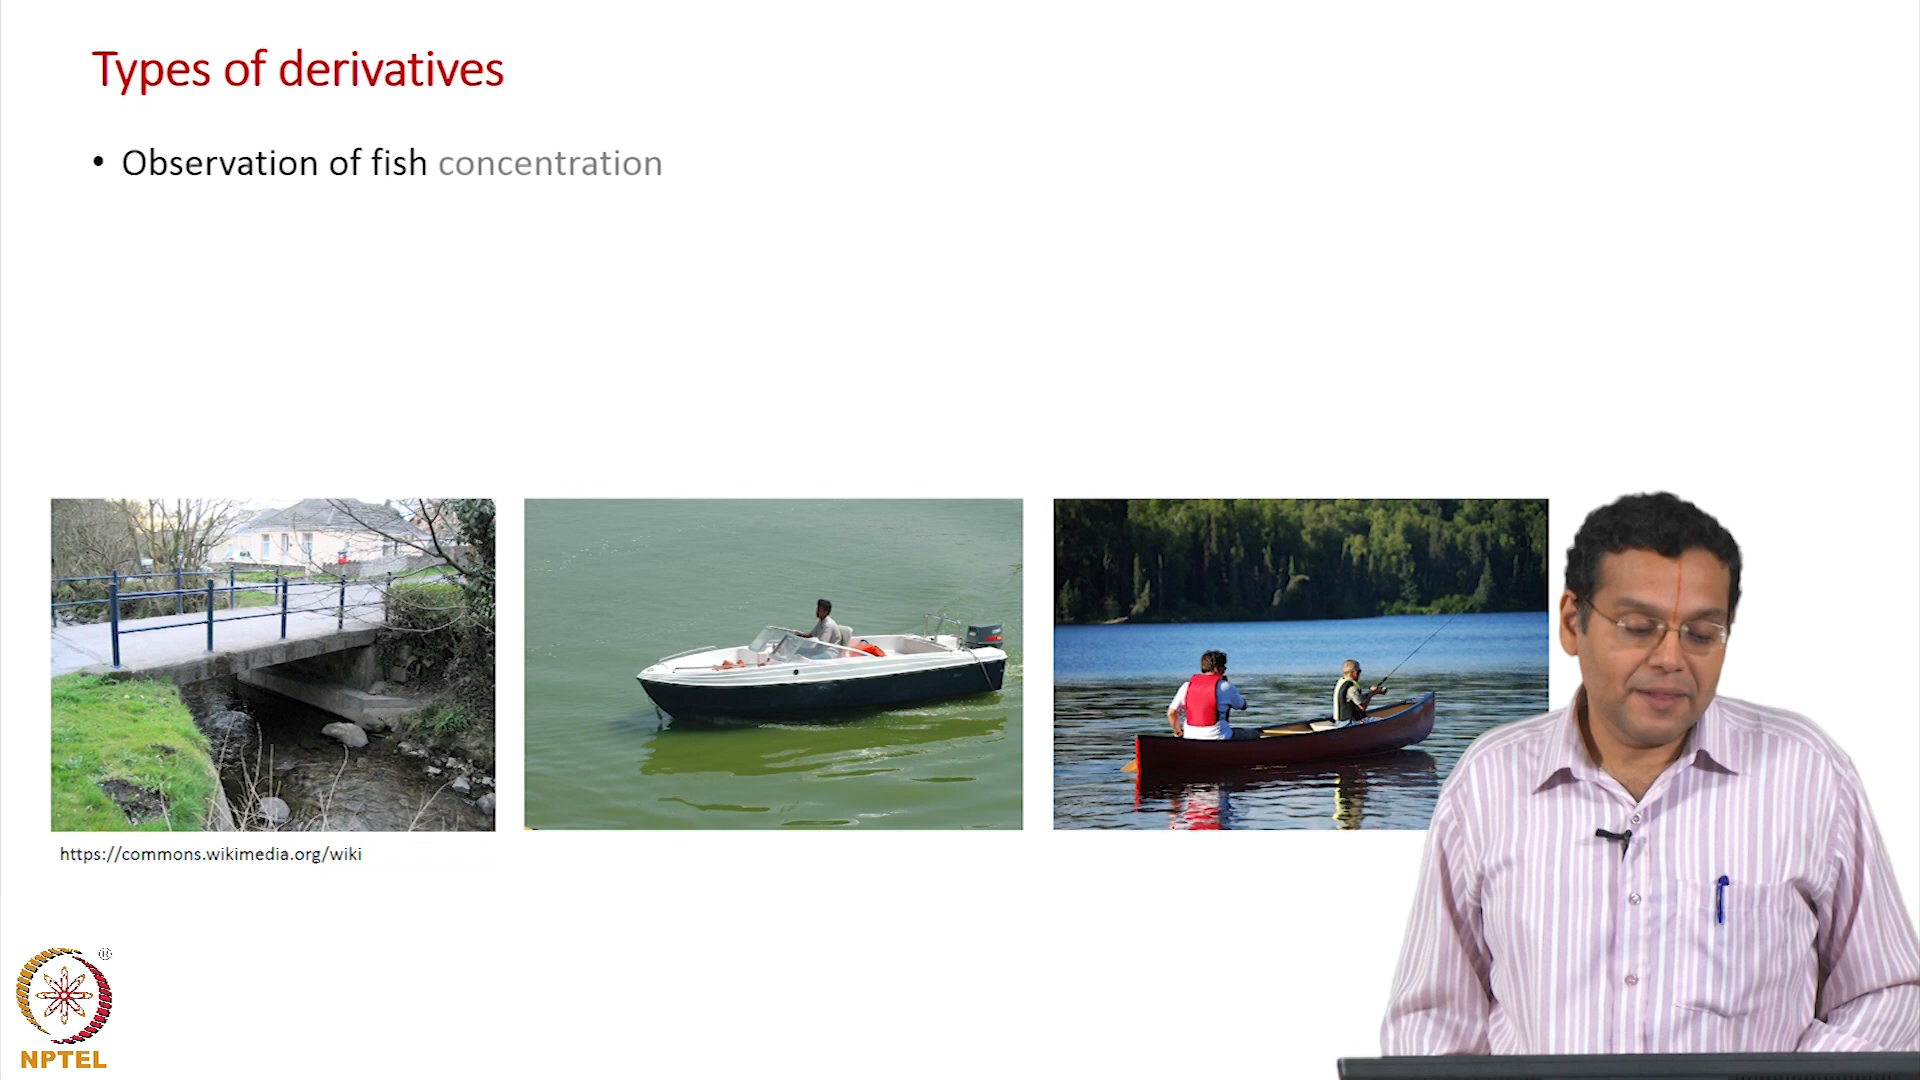 Types of derivatives
• Observation of fish concentration
https://commons.wikimedia.org/wiki
®
NPTEL